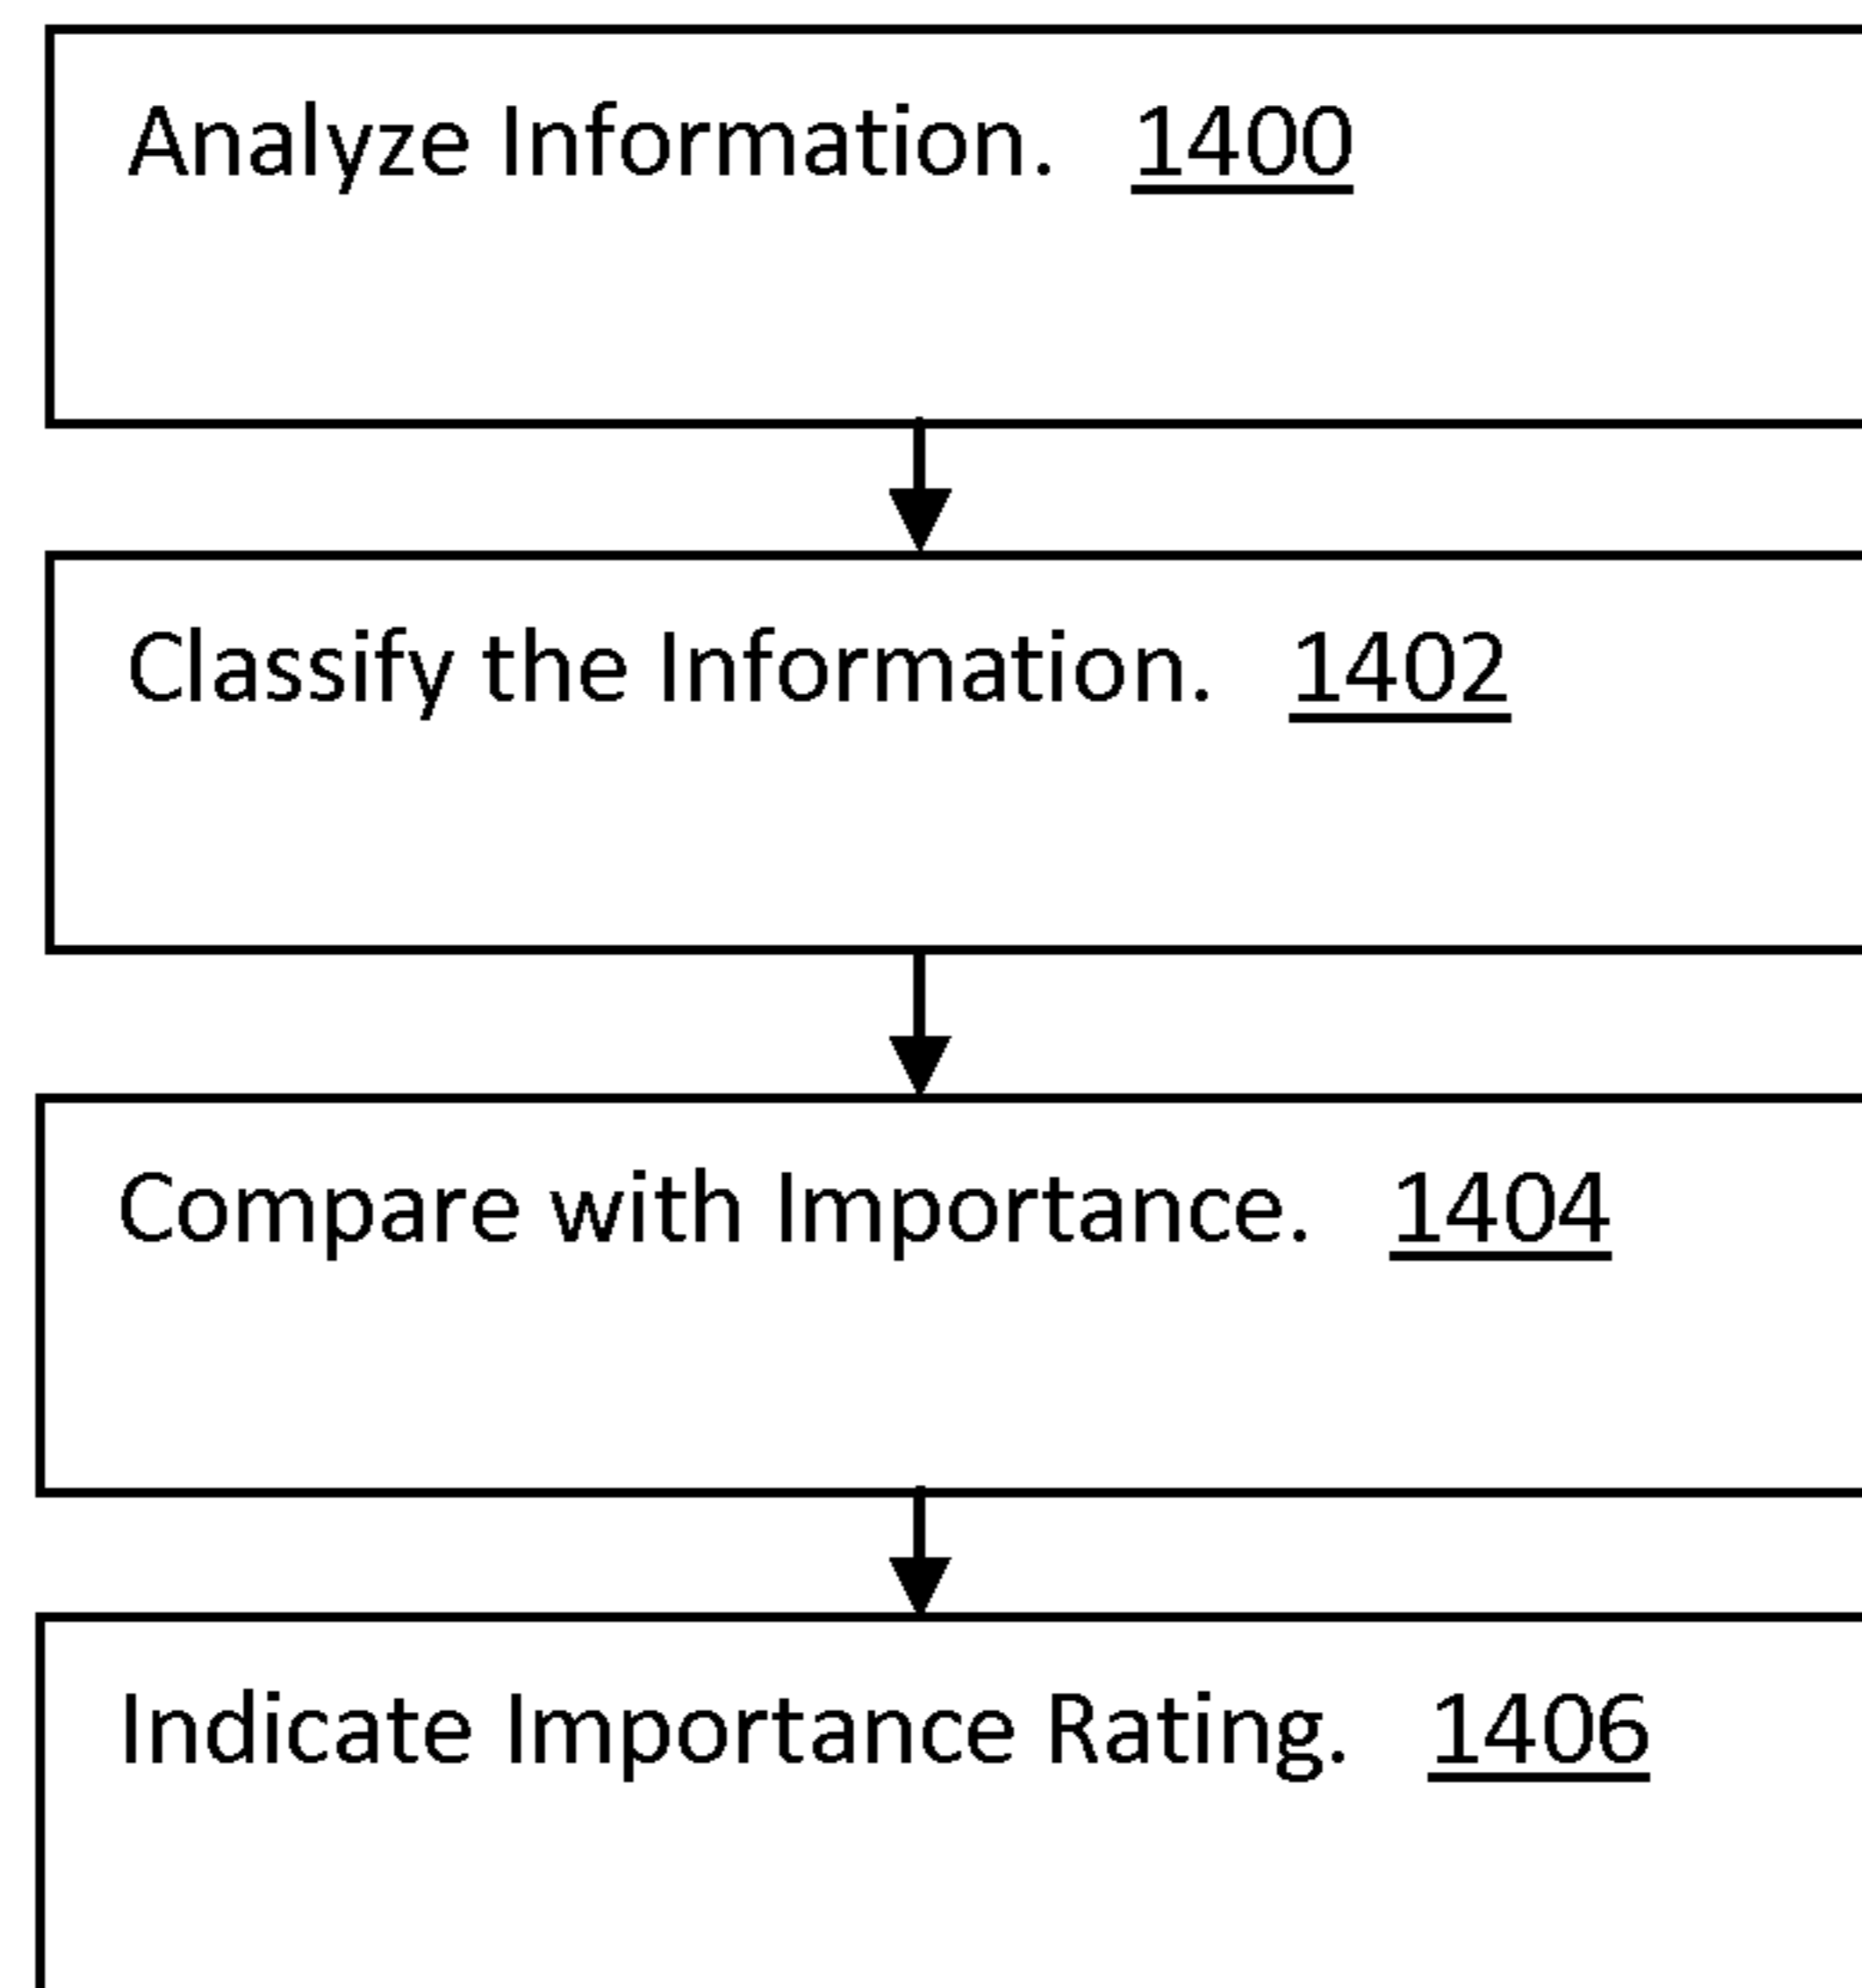 Analyze Information. 1400
Classify the Information. 1402
Compare with Importance. 1404
Indicate Importance Rating. 1406